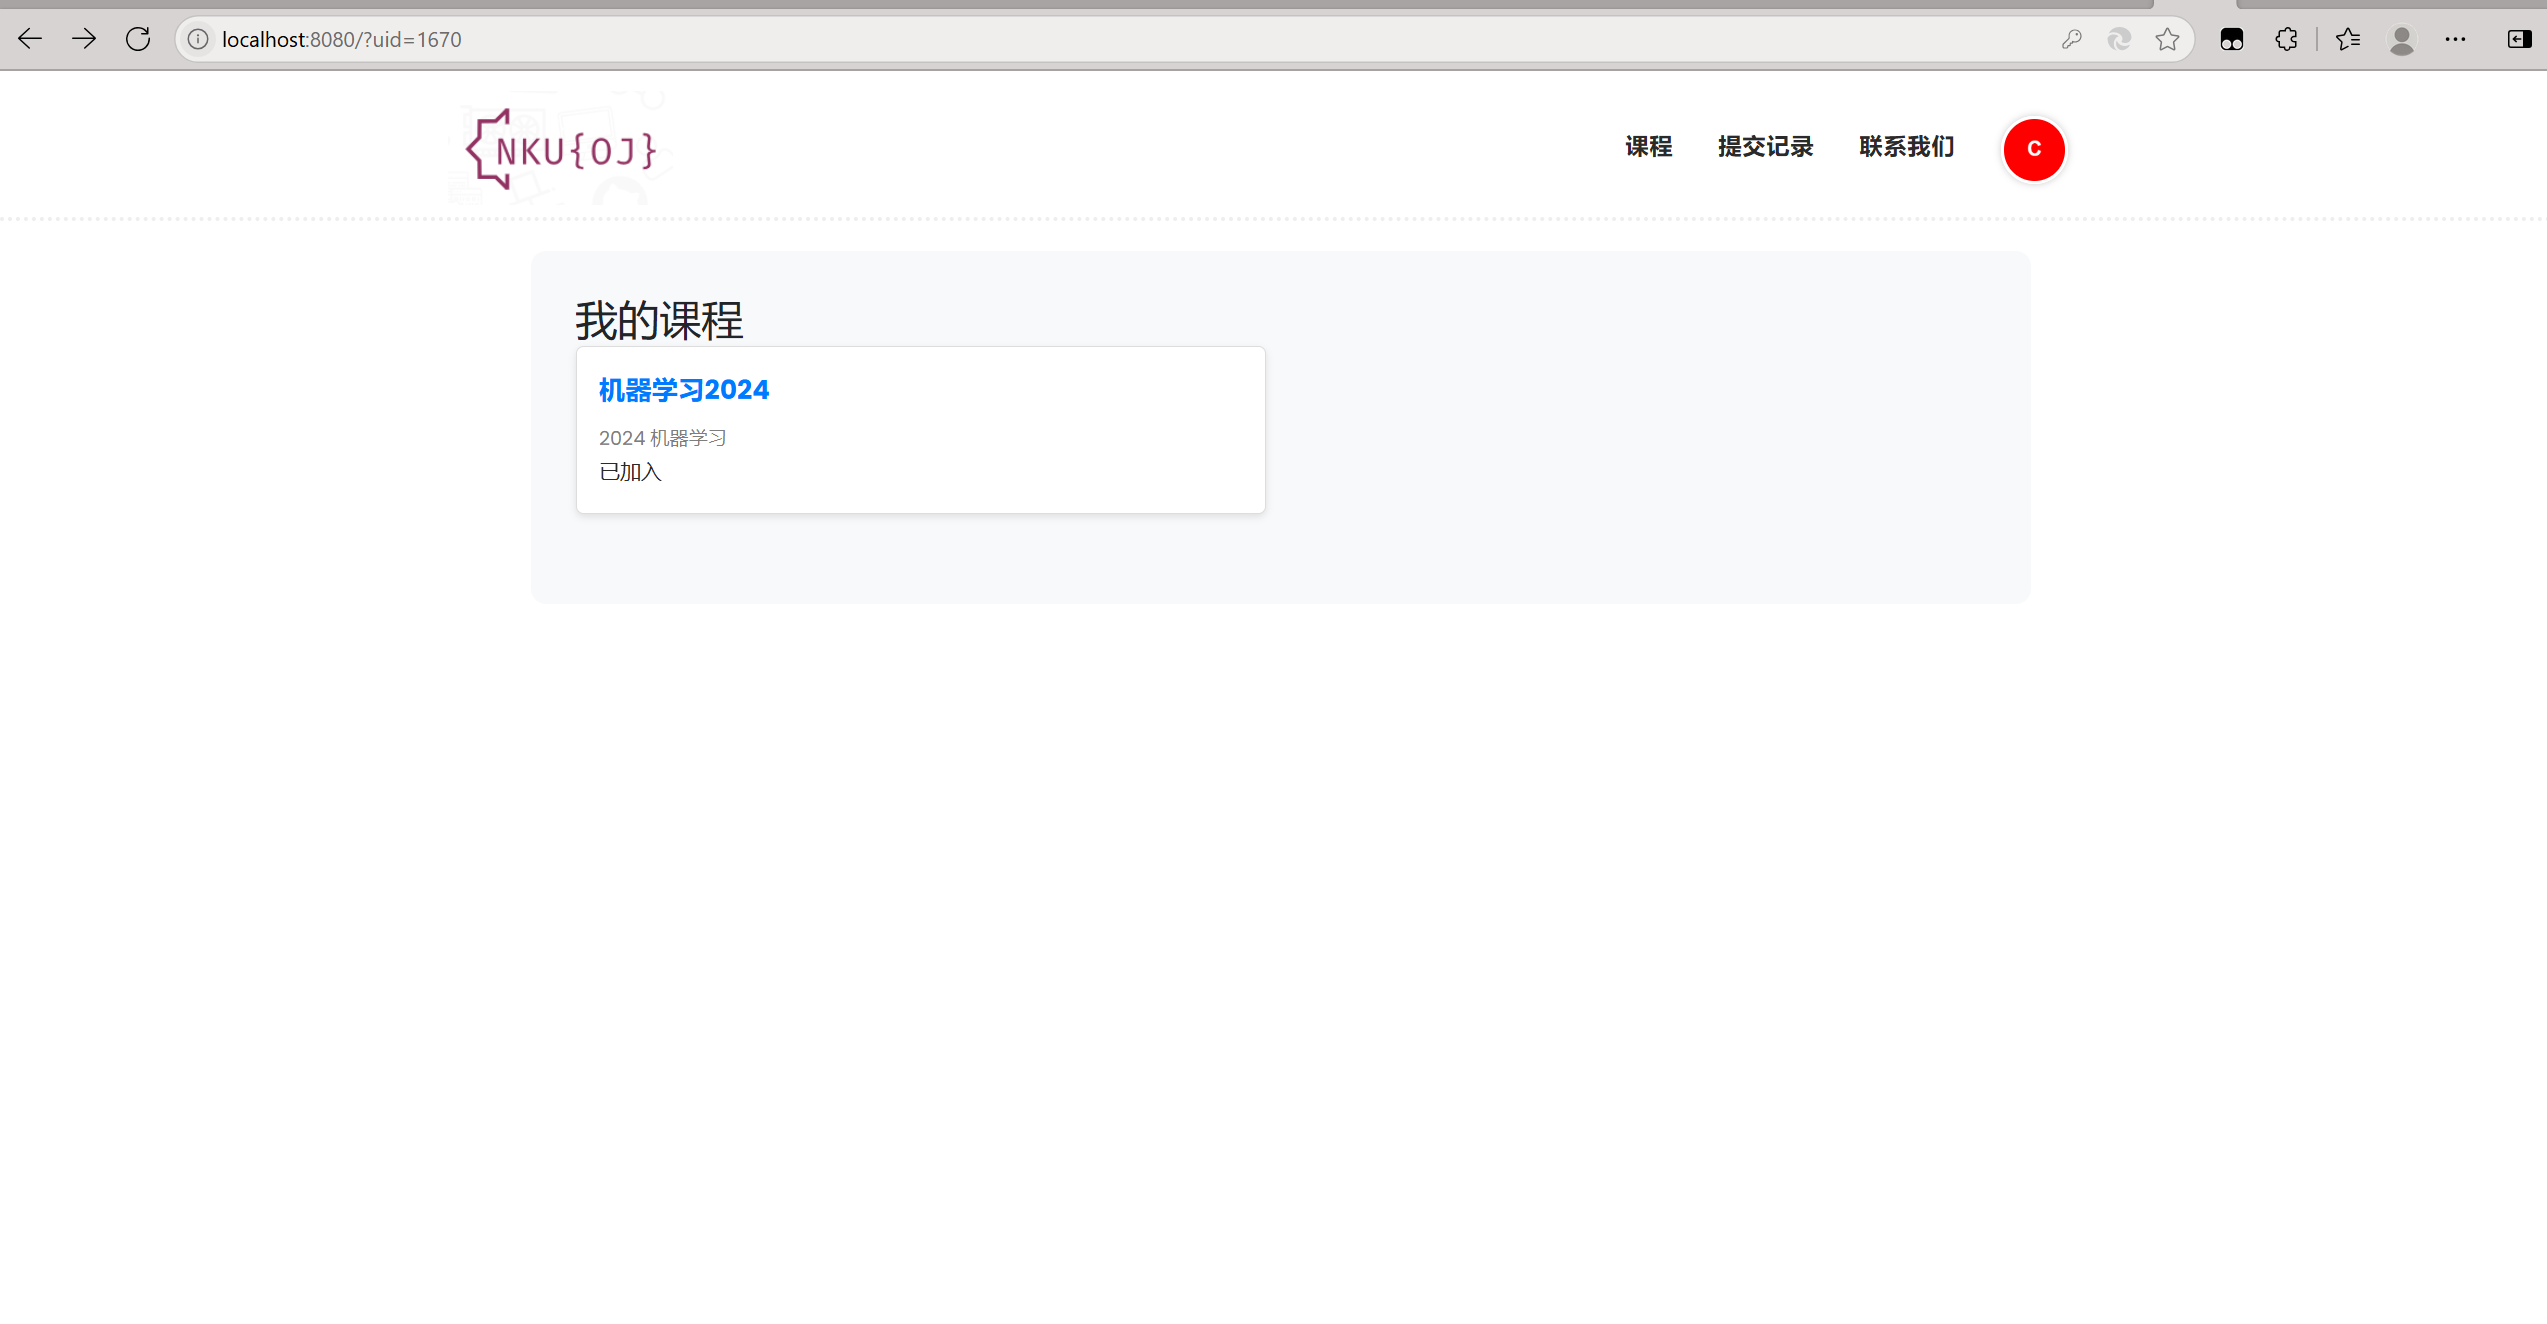 localhost:8080/?uid=1670
NKU{OJ}
课程 提交记录 联系我们 C
我的课程
机器学习2024
2024 机器学习
已加入